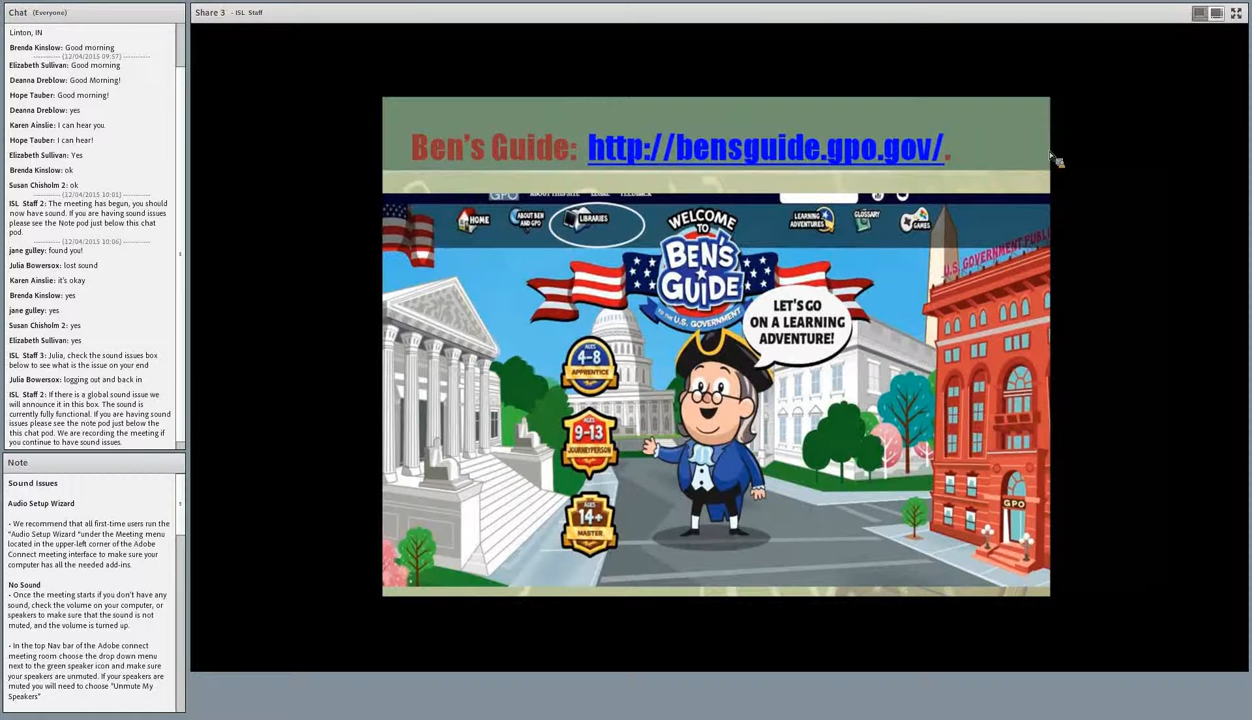 Chat (Everyone)
Linton, IN
Brenda Kinslow: Good morning
----------- (12/04/2015 09:57) -----------
Elizabeth Sullivan: Good morning
Deanna Dreblow: Good Morning!
Hope Tauber: Good morning!
Deanna Dreblow: yes
Karen Ainslie: I can hear you.
Hope Tauber: I can hear!
Elizabeth Sullivan: Yes
Brenda Kinslow: ok
Susan Chisholm 2: ok
----------- (12/04/2015 10:01) -----------
ISL Staff 2: The meeting has begun, you should
now have sound. If you are having sound issues
please see the Note pod just below this chat
pod.
----------- (12/04/2015 10:06) -----------
jane gulley: found you!
Julia Bowersox: lost sound
Karen Ainslie: it's okay
Brenda Kinslow: yes
jane gulley: yes
Susan Chisholm 2: yes
Elizabeth Sullivan: yes
ISL Staff 3: Julia, check the sound issues box
below to see what is the issue on your end
Julia Bowersox: logging out and back in
ISL Staff 2: If there is a global sound issue we
will announce it in this box. The sound is
currently fully functional. If you are having sound
issues please see the note pod just below the
this chat pod. We are recording the meeting if
you continue to have sound issues.
Note
Sound Issues
Audio Setup Wizard
• We recommend that all first-time users run the
"Audio Setup Wizard "under the Meeting menu
located in the upper-left corner of the Adobe
Connect meeting interface to make sure your
computer has all the needed add-ins.
No Sound
• Once the meeting starts if you don't have any
sound, check the volume on your computer, or
speakers to make sure that the sound is not
muted, and the volume is turned up.
• In the top Nav bar of the Adobe connect
meeting room choose the drop down menu
next to the green speaker icon and make sure
your speakers are unmuted. If your speakers are
muted you will need to choose "Unmute My
Speakers"
Share 3 - ISL Staff
Ben's Guide: http://bensguide.gpo.gov/.
GPO ABOUT THIS SITE LEGAL FEEDBACK
HOME
ABOUT BEN
AND GPO
LIBRARIES
WELCOME
TO
BEN'S
GUIDE
TO THE U.S. GOVERNMENT
LEARNING
ADVENTURES
GLOSSARY
GAMES
U.S. GOVERNMENT PUBLI
LET'S GO
ON A LEARNING
ADVENTURE!
AGES
4-8
APPRENTICE
AGES
9-13
JOURNEYPERSON
AGES
14+
MASTER
GPO